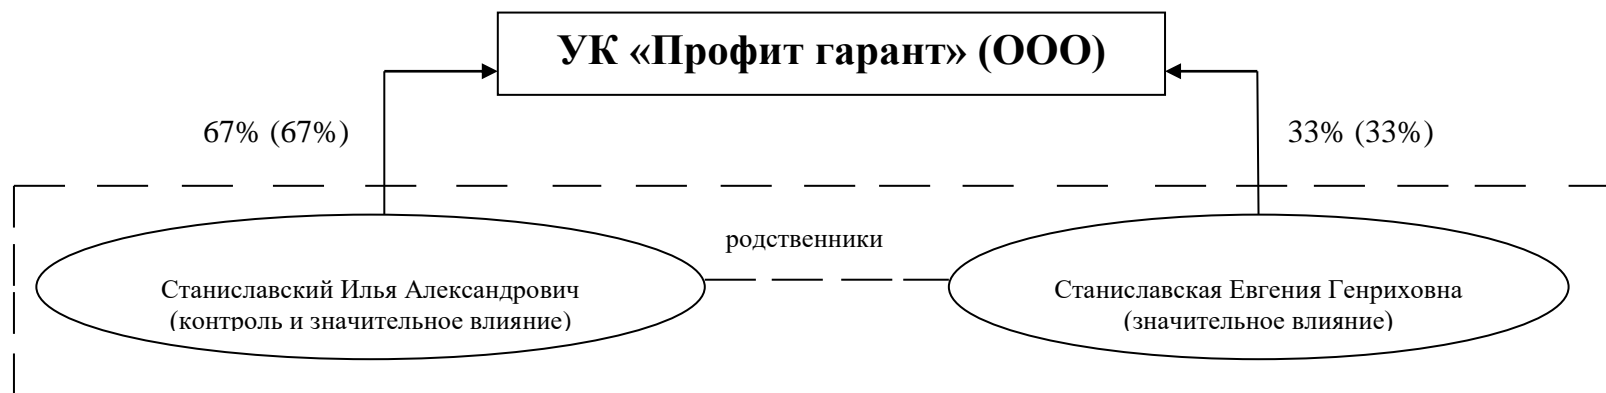 УК «Профит гарант» (ООО)
67% (67%)
33% (33%)
родственники
Станиславский Илья Александрович
(контроль и значительное влияние)
Станиславская Евгения Генриховна
(значительное влияние)